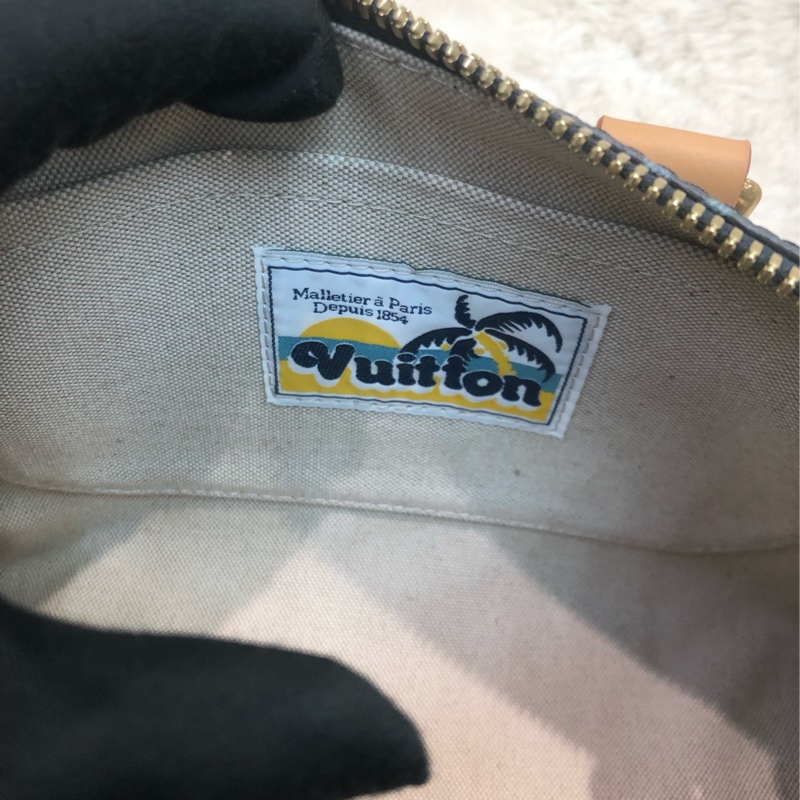 Malletier à Paris
Depuis 1854
Vuitton